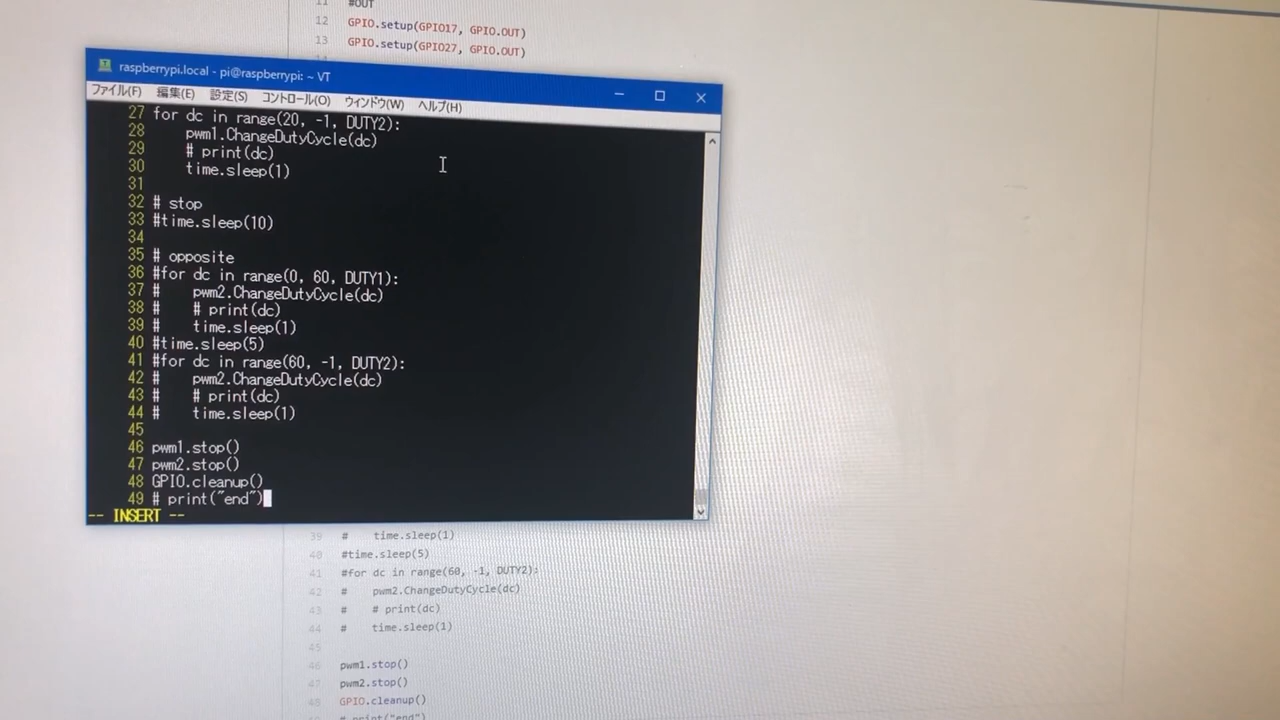 11 #OUT
12 GPIO.setup(GPIO17, GPIO.OUT)
13 GPIO.setup(GPIO27, GPIO.OUT)
raspberrypi.local - pi@raspberrypi: ~ VT
ファイル(F) 編集(E) 設定(S) コントロール(O) ウィンドウ(W) ヘルプ(H)
27 for dc in range(20, -1, DUTY2):
28     pwm1.ChangeDutyCycle(dc)
29     # print(dc)
30     time.sleep(1)
31
32 # stop
33 #time.sleep(10)
34
35 # opposite
36 #for dc in range(0, 60, DUTY1):
37 #    pwm2.ChangeDutyCycle(dc)
38 #    # print(dc)
39 #    time.sleep(1)
40 #time.sleep(5)
41 #for dc in range(60, -1, DUTY2):
42 #    pwm2.ChangeDutyCycle(dc)
43 #    # print(dc)
44 #    time.sleep(1)
45
46 pwm1.stop()
47 pwm2.stop()
48 GPIO.cleanup()
49 # print("end")
-- INSERT --
39 #    time.sleep(1)
40 #time.sleep(5)
41 #for dc in range(60, -1, DUTY2):
42 #    pwm2.ChangeDutyCycle(dc)
43 #    # print(dc)
44 #    time.sleep(1)
45
46 pwm1.stop()
47 pwm2.stop()
48 GPIO.cleanup()
# print("end")